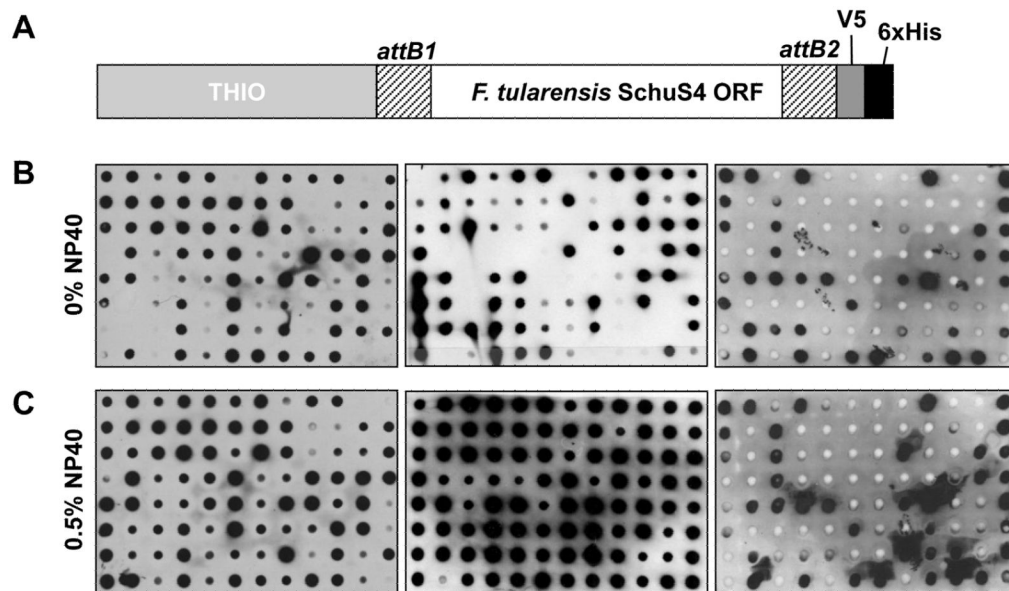 A
attB1
attB2
V5
6xHis
THIO
F. tularensis SchuS4 ORF
B
0% NP40
C
0.5% NP40